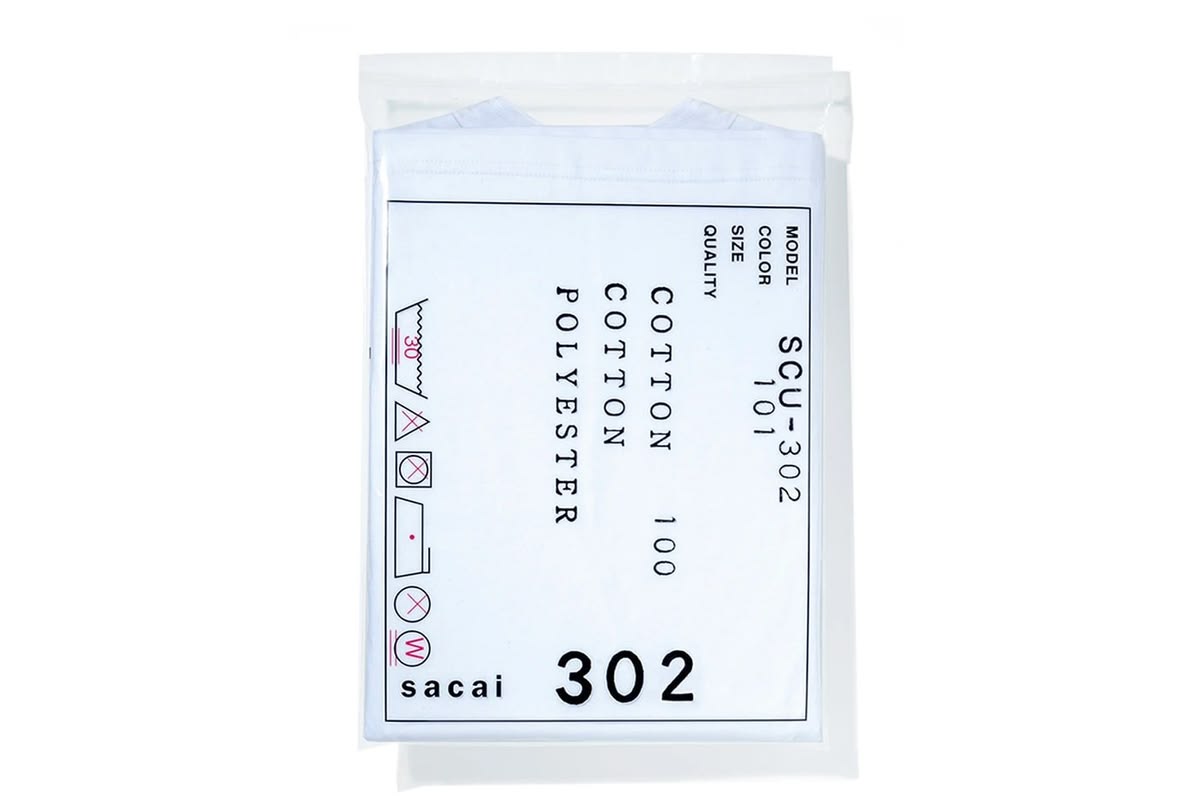 MODEL SCU-302
COLOR 101
SIZE
QUALITY
COTTON 100
COTTON
POLYESTER
30
W
sacai
302